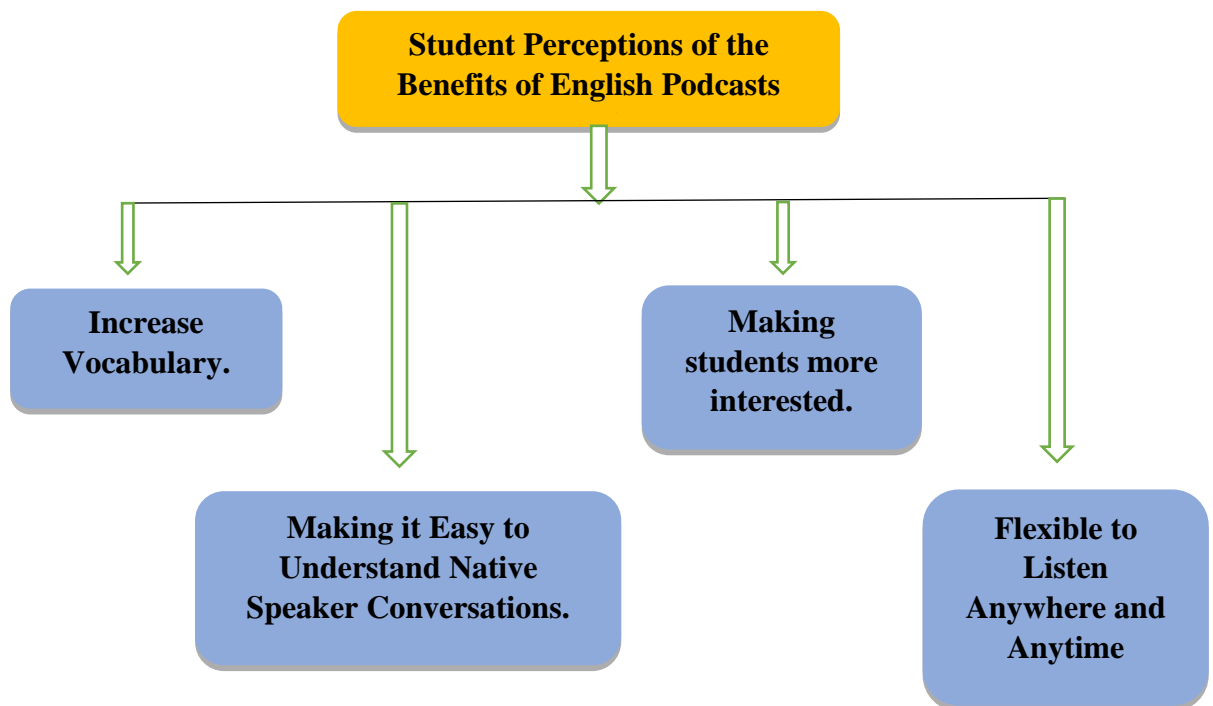 Student Perceptions of the
Benefits of English Podcasts
Increase
Vocabulary.
Making it Easy to
Understand Native
Speaker Conversations.
Making
students more
interested.
Flexible to
Listen
Anywhere and
Anytime